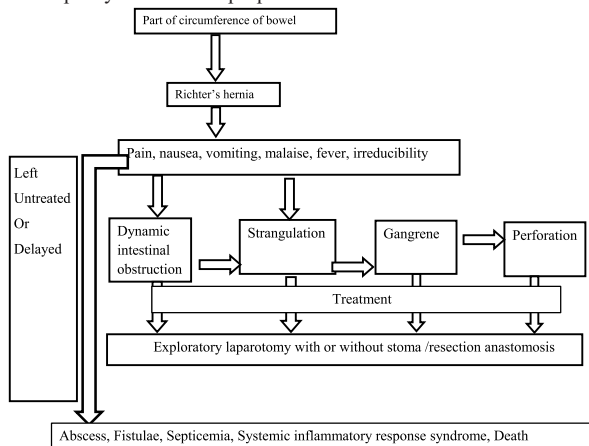 Part of circumference of bowel
Richter's hernia
Pain, nausea, vomiting, malaise, fever, irreducibility
Left
Untreated
Or
Delayed
Dynamic
intestinal
obstruction
Strangulation
Gangrene
Perforation
Treatment
Exploratory laparotomy with or without stoma /resection anastomosis
Abscess, Fistulae, Septicemia, Systemic inflammatory response syndrome, Death